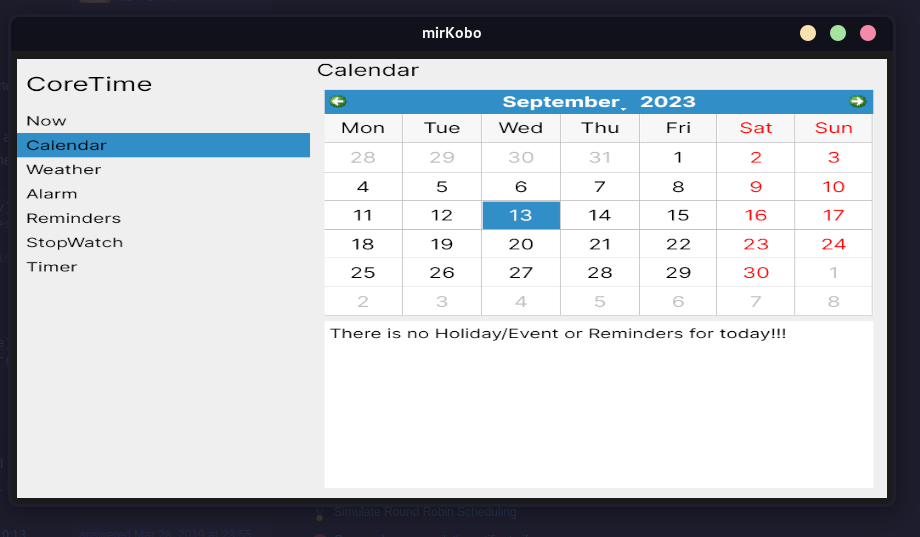 mirKobo
CoreTime
Now
Calendar
Weather
Alarm
Reminders
StopWatch
Timer
Calendar
September, 2023
Mon Tue Wed Thu Fri Sat Sun
28 29 30 31 1 2 3
4 5 6 7 8 9 10
11 12 13 14 15 16 17
18 19 20 21 22 23 24
25 26 27 28 29 30 1
2 3 4 5 6 7 8
There is no Holiday/Event or Reminders for today!!!
Simulate Round Robin Scheduling